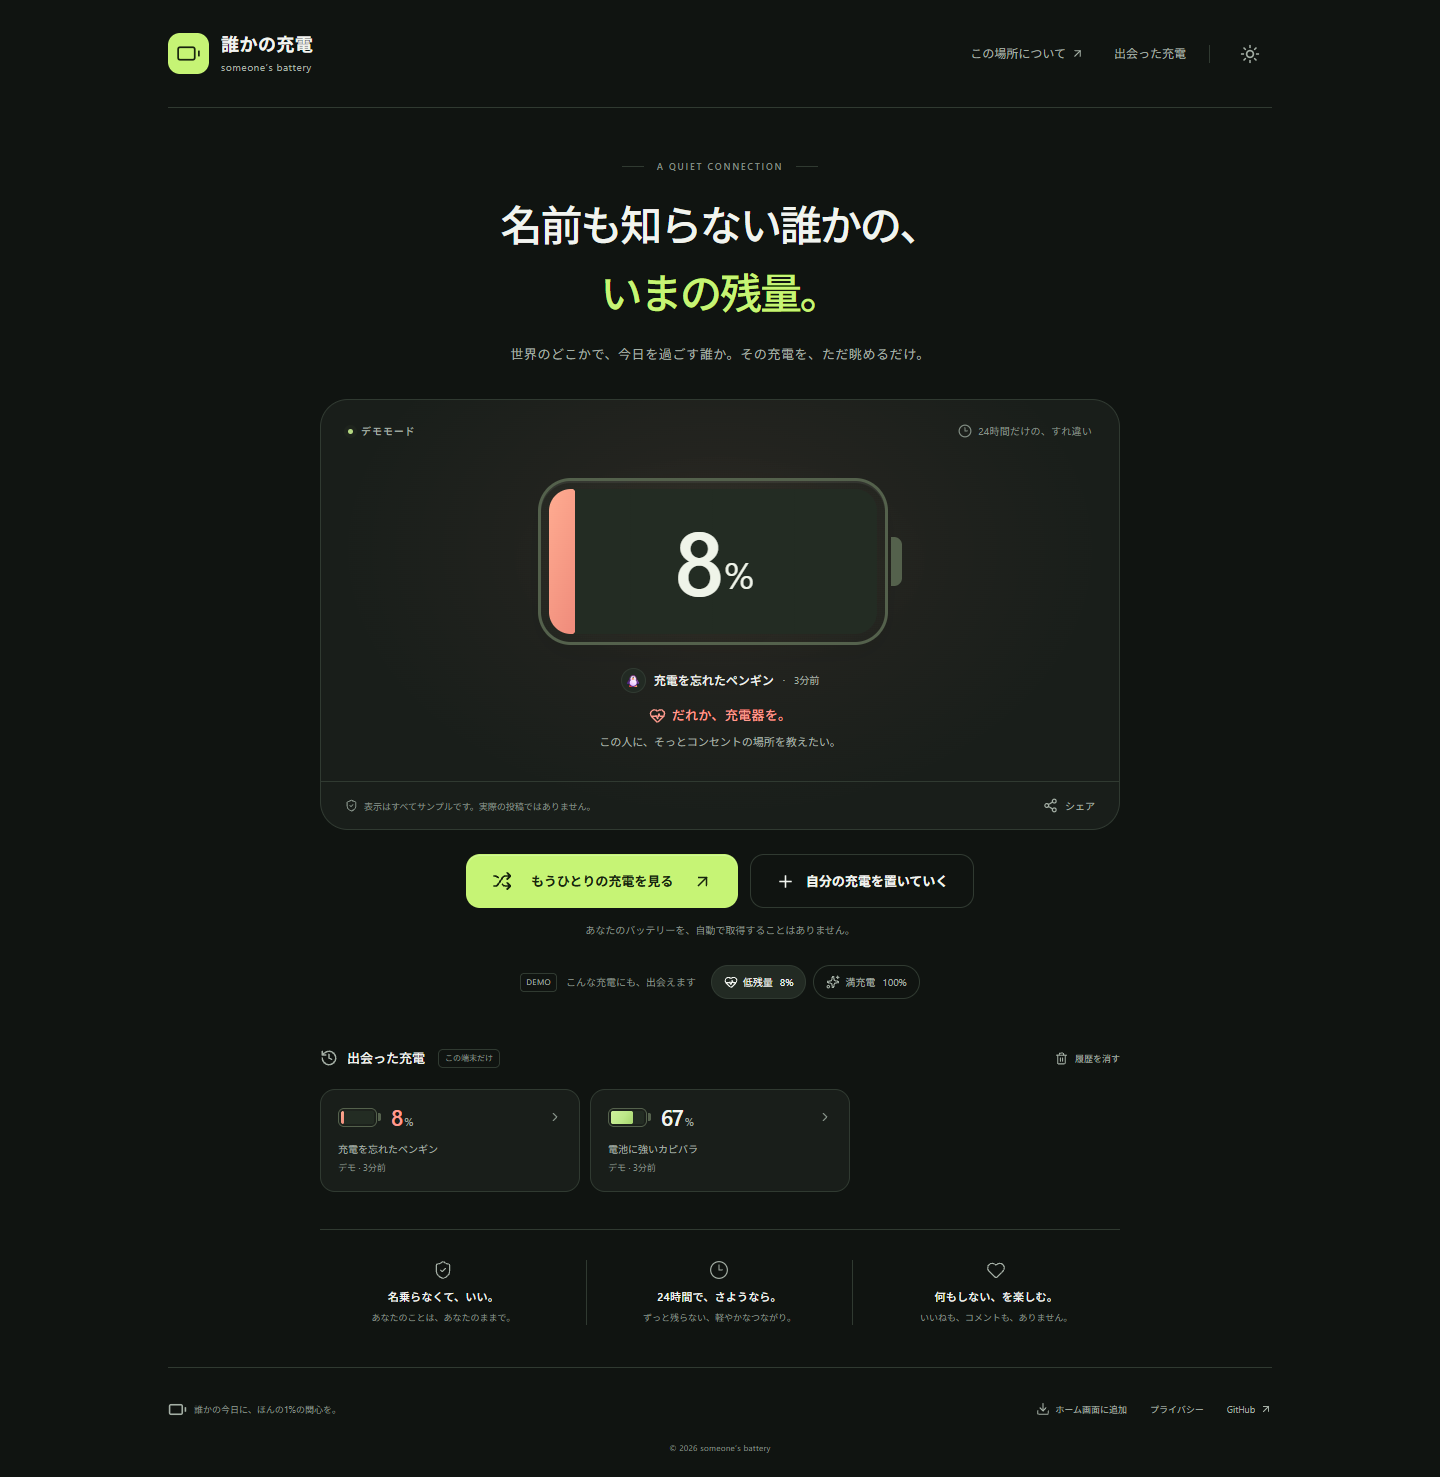 誰かの充電
someone's battery
この場所について
出会った充電
A QUIET CONNECTION
名前も知らない誰かの、
いまの残量。
世界のどこかで、今日を過ごす誰か。その充電を、ただ眺めるだけ。
デモモード
24時間だけの、すれ違い
8%
充電を忘れたペンギン · 3分前
だれか、充電器を。
この人に、そっとコンセントの場所を教えたい。
表示はすべてサンプルです。実際の投稿ではありません。
シェア
もうひとりの充電を見る
自分の充電を置いていく
あなたのバッテリーを、自動で取得することはありません。
DEMO こんな充電にも、出会えます
低残量 8%
満充電 100%
出会った充電 この端末だけ
履歴を消す
8%
充電を忘れたペンギン
デモ · 3分前
67%
電池に強いカピバラ
デモ · 3分前
名乗らなくて、いい。
あなたのことは、あなたのままで。
24時間で、さようなら。
ずっと残らない、軽やかなつながり。
何もしない、を楽しむ。
いいねも、コメントも、ありません。
誰かの今日に、ほんの1%の関心を。
ホーム画面に追加
プライバシー
GitHub
© 2026 someone's battery